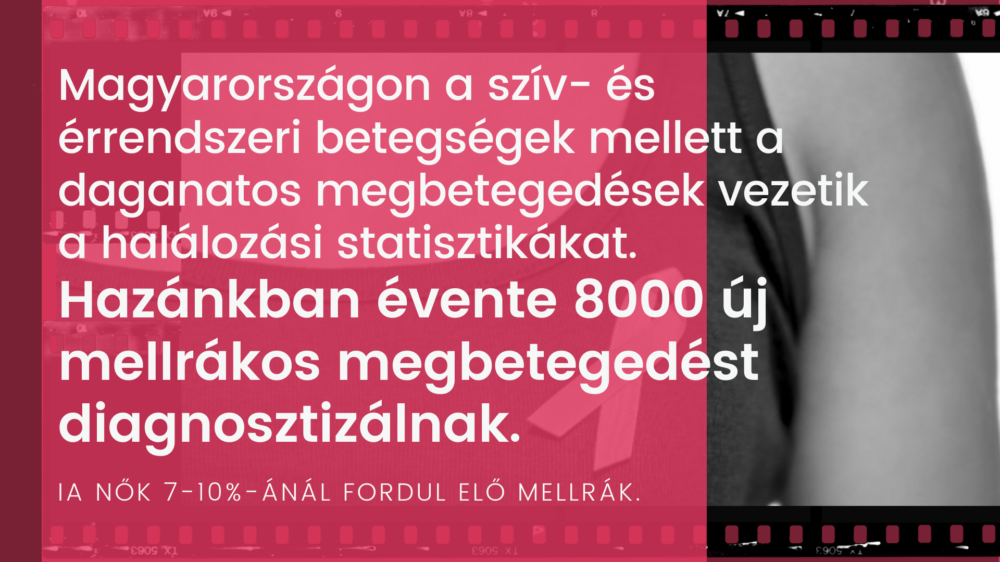 Magyarországon a szív- és
érrendszeri betegségek mellett a
daganatos megbetegedések vezetik
a halálozási statisztikákat.
Hazánkban évente 8000 új
mellrákos megbetegedést
diagnosztizálnak.
IA NŐK 7-10%-ÁNÁL FORDUL ELŐ MELLRÁK.